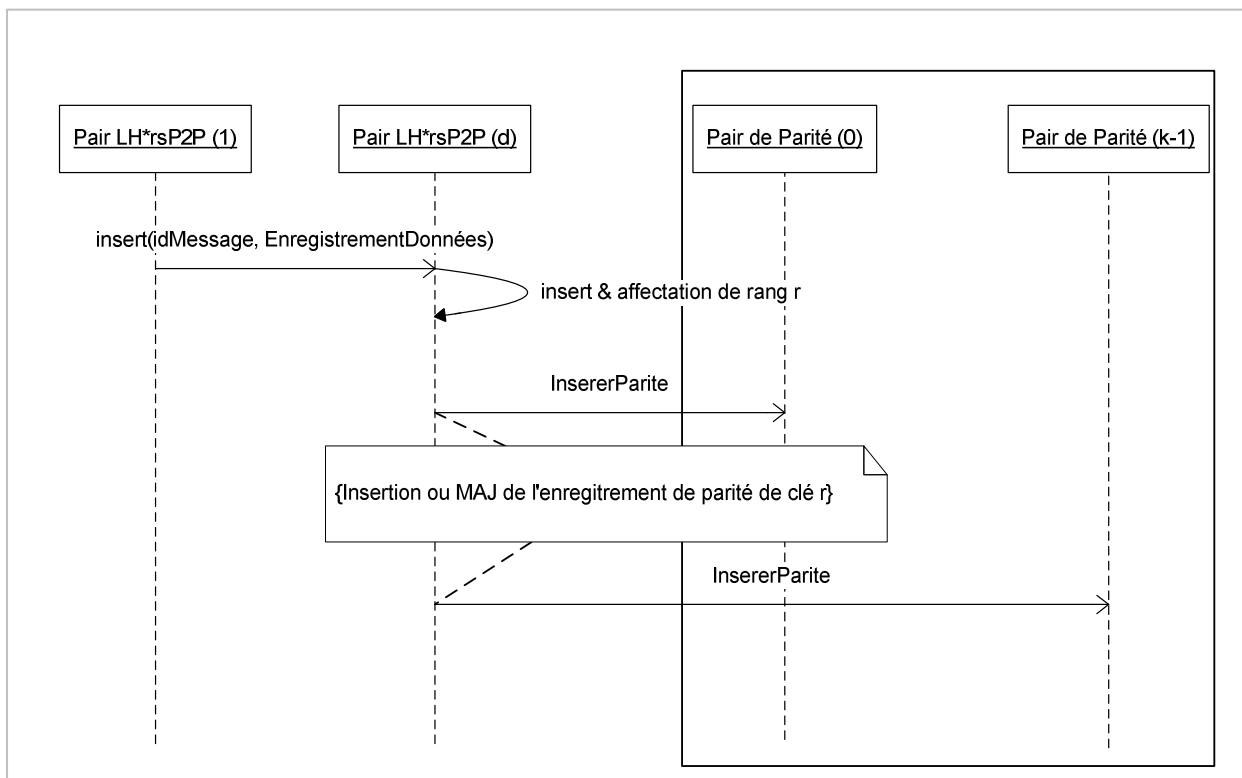 Pair LH*rsP2P (1)
Pair LH*rsP2P (d)
Pair de Parité (0)
Pair de Parité (k-1)
insert(idMessage, EnregistrementDonnées)
insert & affectation de rang r
InsererParite
{Insertion ou MAJ de l'enregitrement de parité de clé r}
InsererParite